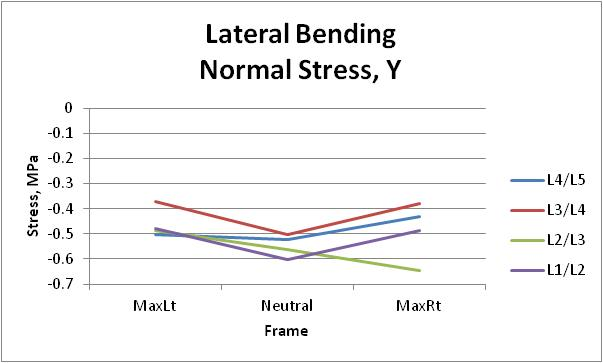 Lateral Bending
Normal Stress, Y
Stress, MPa
0
-0.1
-0.2
-0.3
-0.4
-0.5
-0.6
-0.7
MaxLt Neutral MaxRt
Frame
L4/L5
L3/L4
L2/L3
L1/L2